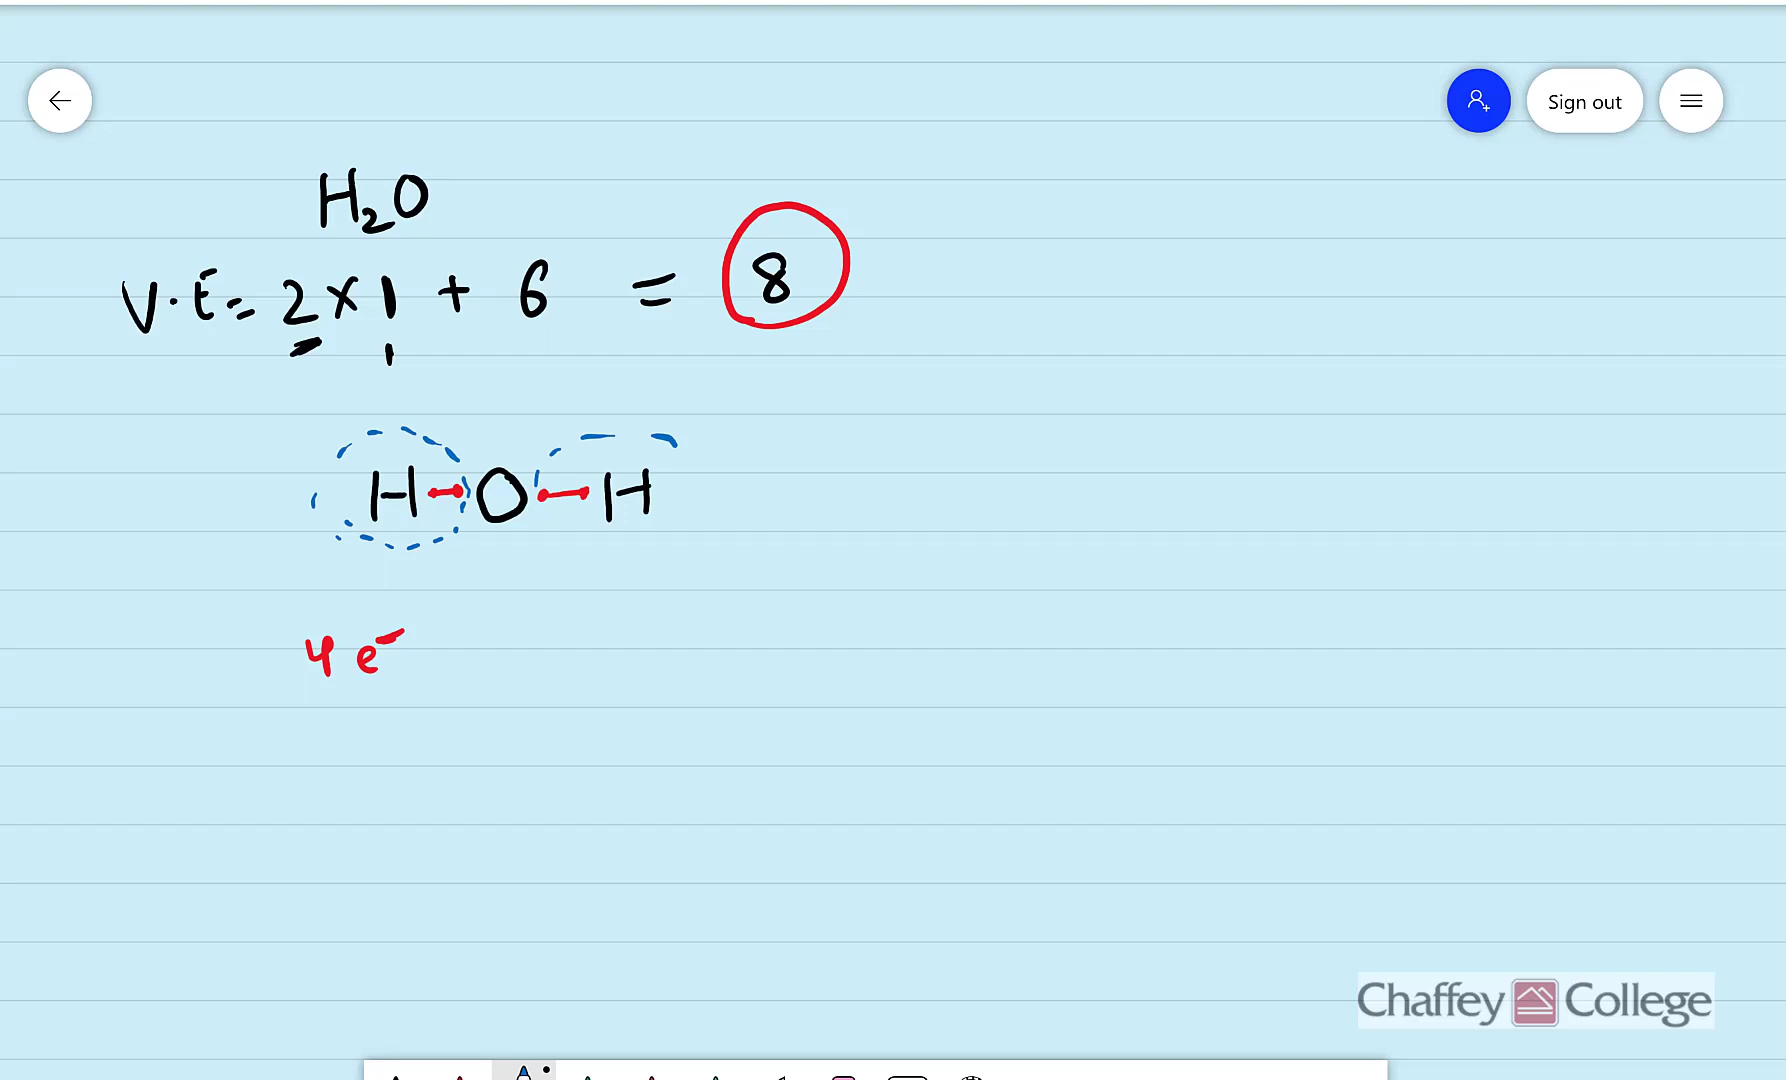 Sign out
H₂O
V.E = 2 x 1 + 6 = 8
H-O-H
4 e⁻
Chaffey College